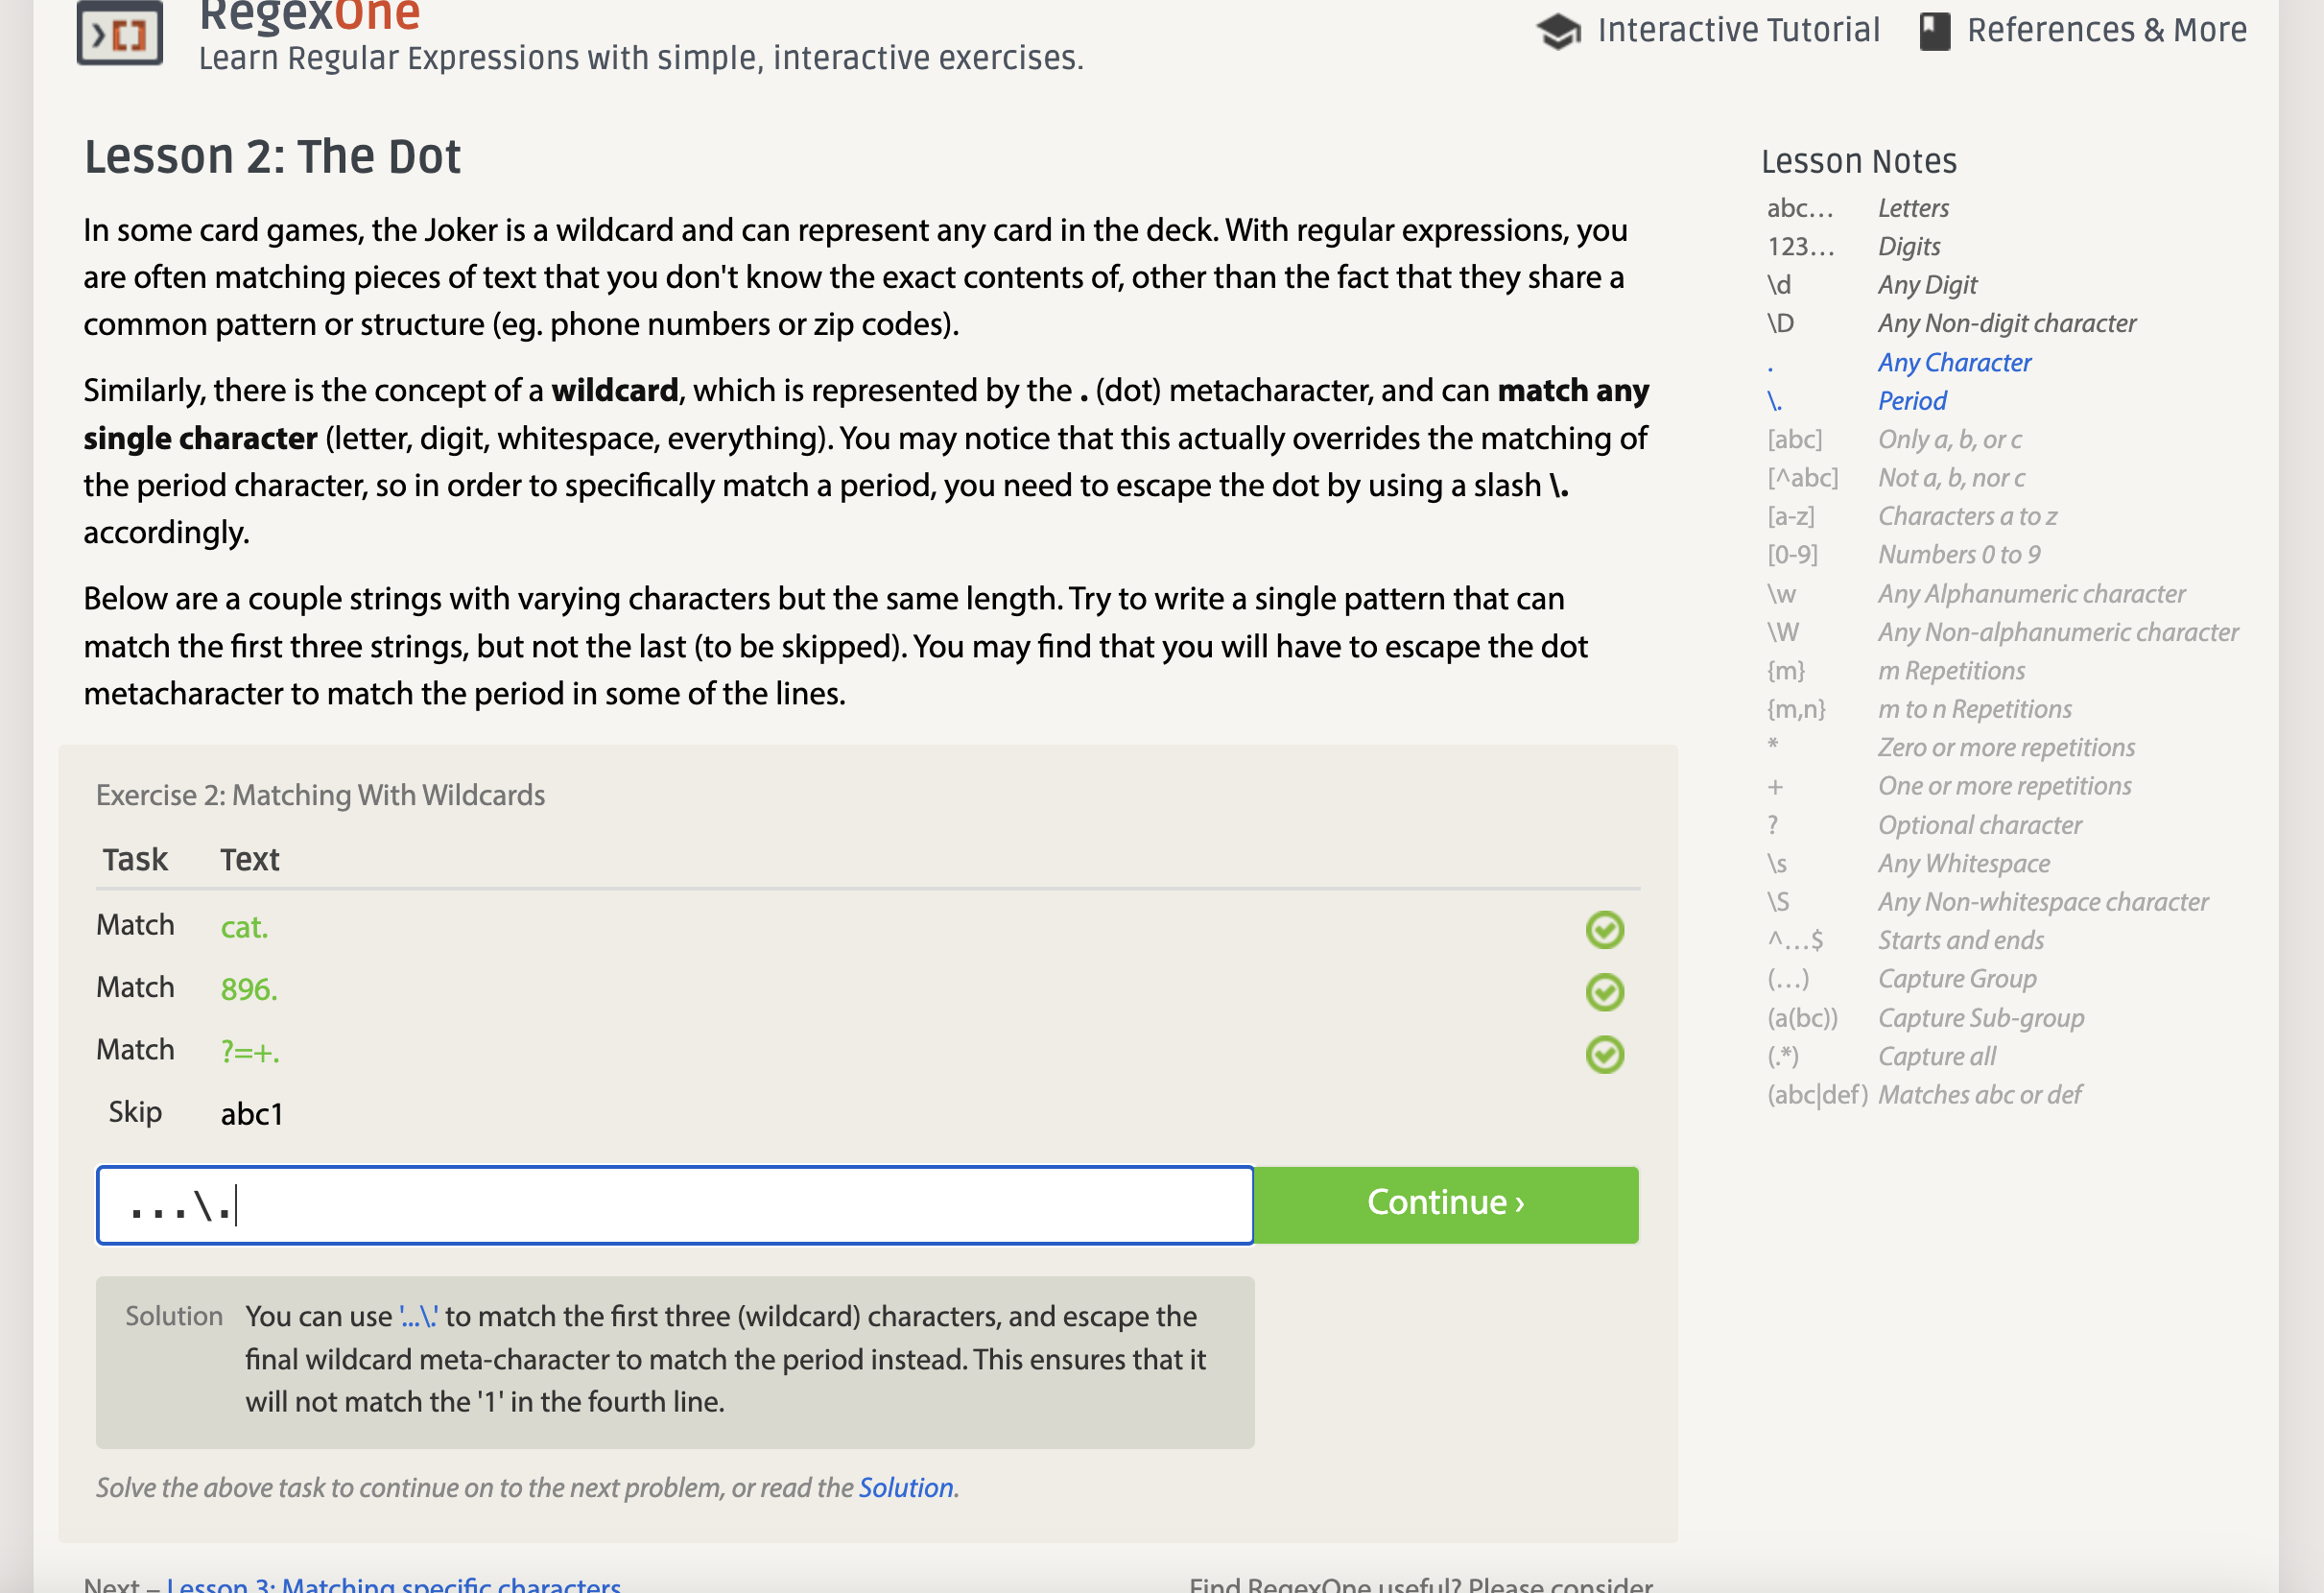 RegexOne
Learn Regular Expressions with simple, interactive exercises.
Interactive Tutorial
References & More
Lesson 2: The Dot
In some card games, the Joker is a wildcard and can represent any card in the deck. With regular expressions, you
are often matching pieces of text that you don't know the exact contents of, other than the fact that they share a
common pattern or structure (eg. phone numbers or zip codes).
Similarly, there is the concept of a wildcard, which is represented by the . (dot) metacharacter, and can match any
single character (letter, digit, whitespace, everything). You may notice that this actually overrides the matching of
the period character, so in order to specifically match a period, you need to escape the dot by using a slash \.
accordingly.
Below are a couple strings with varying characters but the same length. Try to write a single pattern that can
match the first three strings, but not the last (to be skipped). You may find that you will have to escape the dot
metacharacter to match the period in some of the lines.
Exercise 2: Matching With Wildcards
Task Text
Match cat.
Match 896.
Match ?=+.
Skip abc1
...\.
Continue ›
Solution You can use '...\.' to match the first three (wildcard) characters, and escape the
final wildcard meta-character to match the period instead. This ensures that it
will not match the '1' in the fourth line.
Solve the above task to continue on to the next problem, or read the Solution.
Next – Lesson 3: Matching specific characters
Find RegexOne useful? Please consider
Lesson Notes
abc… Letters
123… Digits
\d Any Digit
\D Any Non-digit character
. Any Character
\. Period
[abc] Only a, b, or c
[^abc] Not a, b, nor c
[a-z] Characters a to z
[0-9] Numbers 0 to 9
\w Any Alphanumeric character
\W Any Non-alphanumeric character
{m} m Repetitions
{m,n} m to n Repetitions
* Zero or more repetitions
+ One or more repetitions
? Optional character
\s Any Whitespace
\S Any Non-whitespace character
^…$ Starts and ends
(…) Capture Group
(a(bc)) Capture Sub-group
(.*) Capture all
(abc|def) Matches abc or def